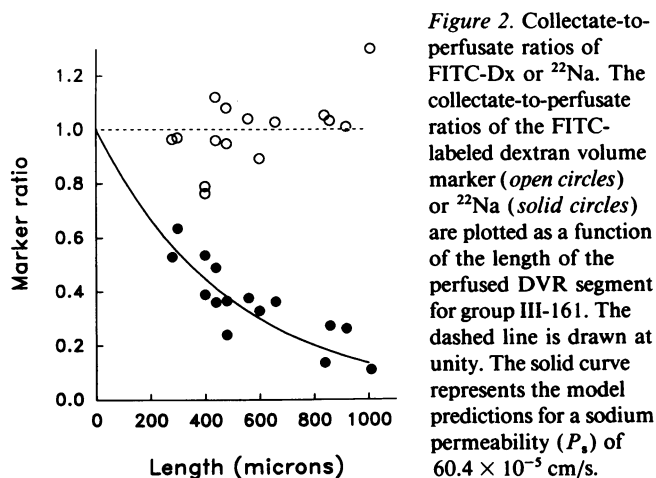 Figure 2. Collectate-to-
perfusate ratios of
FITC-Dx or ²²Na. The
collectate-to-perfusate
ratios of the FITC-
labeled dextran volume
marker (open circles)
or ²²Na (solid circles)
are plotted as a function
of the length of the
perfused DVR segment
for group III-161. The
dashed line is drawn at
unity. The solid curve
represents the model
predictions for a sodium
permeability (Pₛ) of
60.4 × 10⁻⁵ cm/s.
Marker ratio
1.2
1.0
0.8
0.6
0.4
0.2
0.0
0 200 400 600 800 1000
Length (microns)